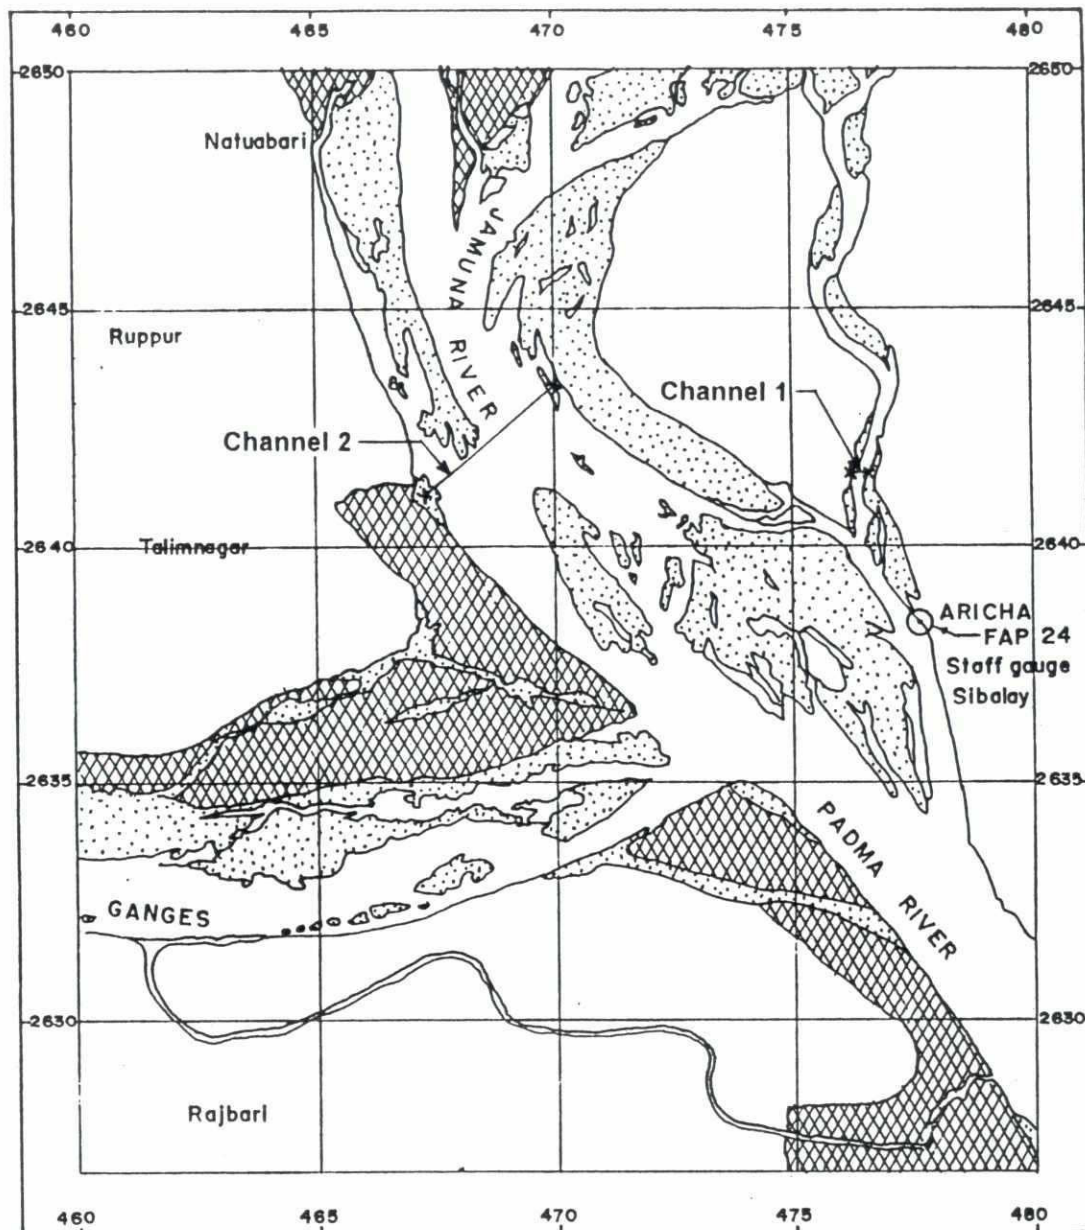 460 465 470 475 480
2650 2650
Natuabari
JAMUNA RIVER
2645 2645
Ruppur
Channel 1
Channel 2
2640 2640
Talimnagar
ARICHA
FAP 24
Staff gauge
Sibalay
2635 2635
PADMA RIVER
GANGES
2630 2630
Rajbari
460 465 470 475 480